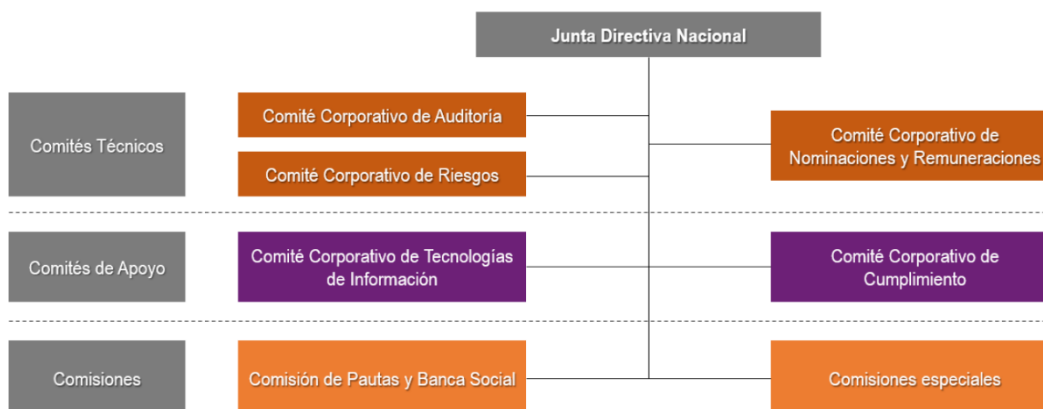 Junta Directiva Nacional
Comités Técnicos
Comité Corporativo de Auditoría
Comité Corporativo de Riesgos
Comité Corporativo de
Nominaciones y Remuneraciones
Comités de Apoyo
Comité Corporativo de Tecnologías
de Información
Comité Corporativo de
Cumplimiento
Comisiones
Comisión de Pautas y Banca Social
Comisiones especiales